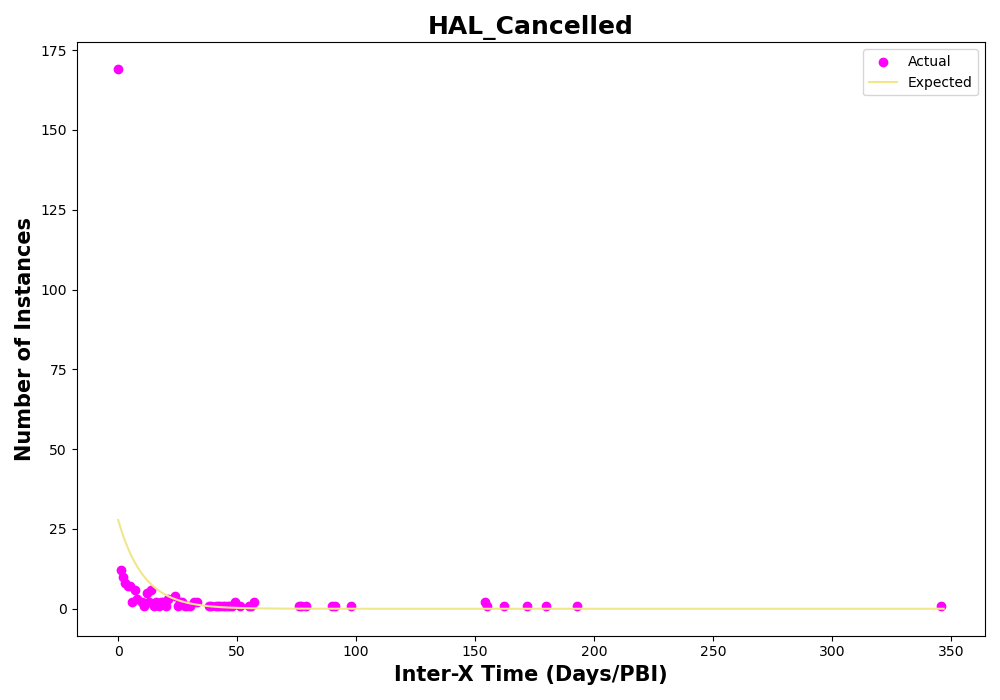 HAL_Cancelled
Number of Instances
175
150
125
100
75
50
25
0
Actual
Expected
0 50 100 150 200 250 300 350
Inter-X Time (Days/PBI)